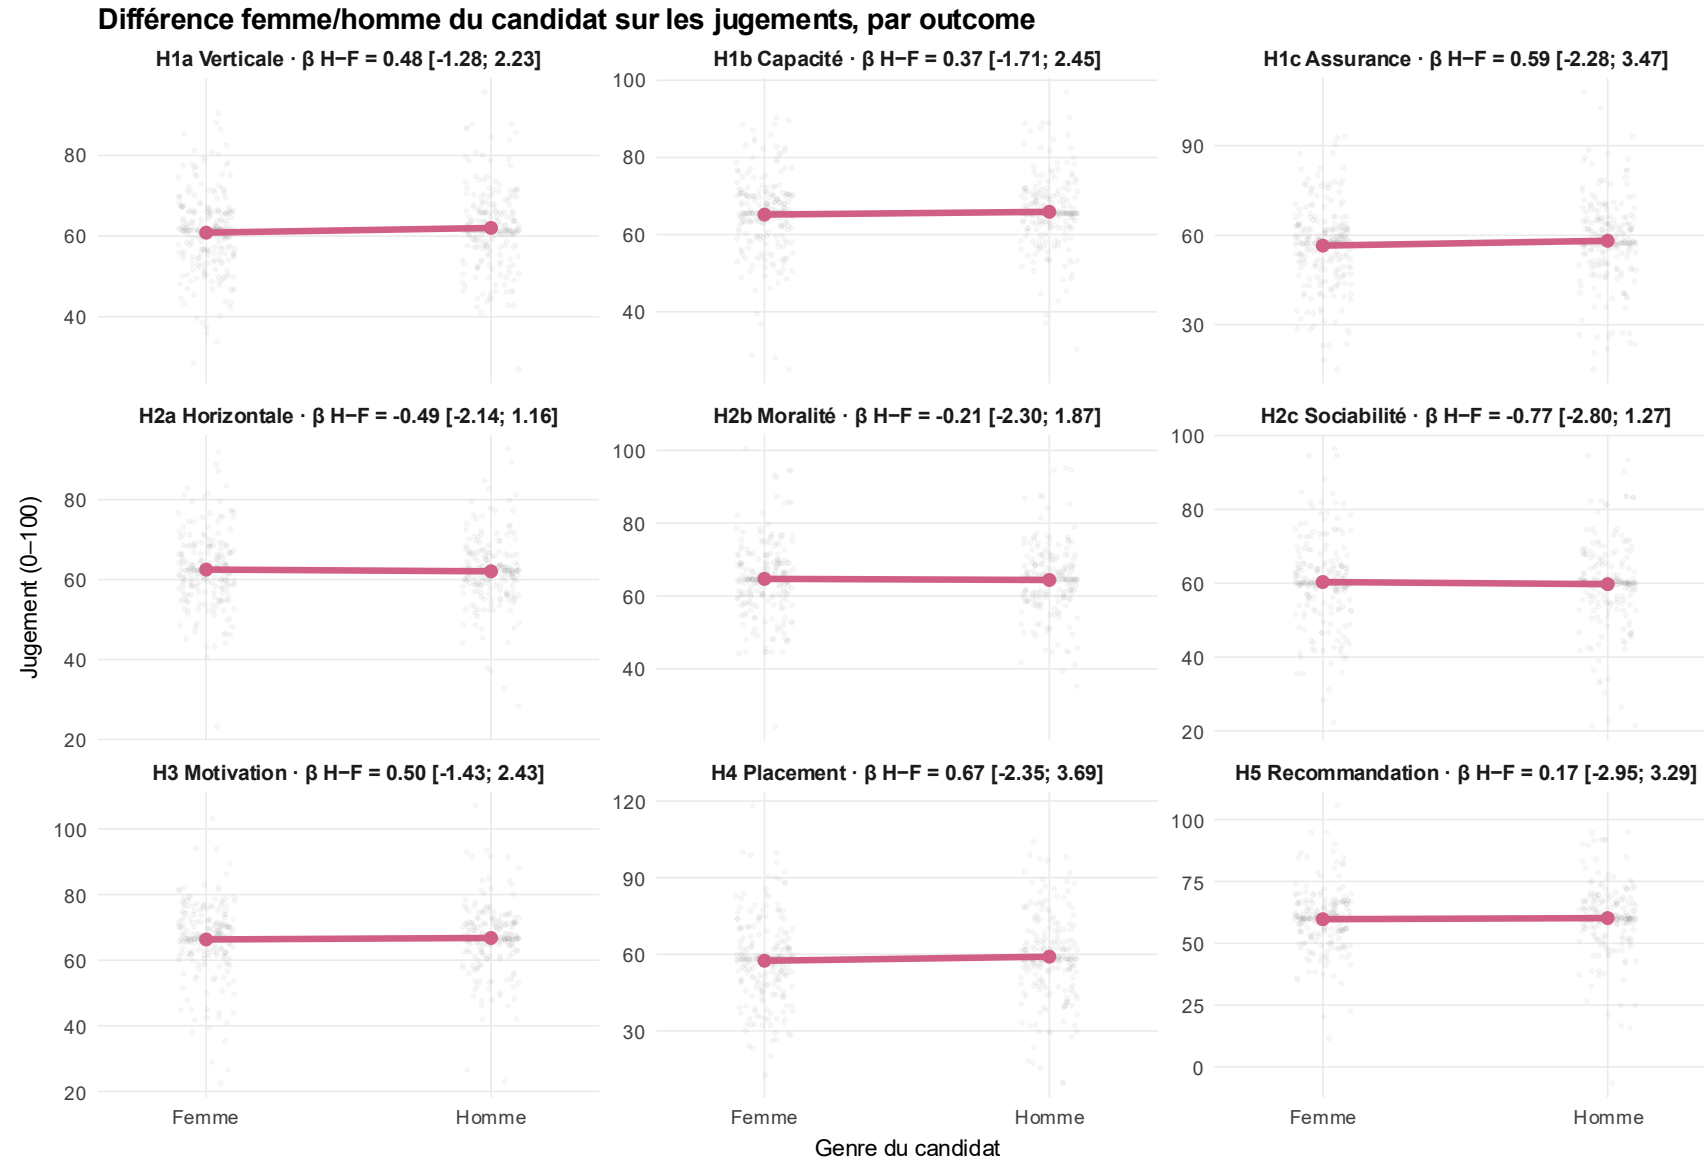 Différence femme/homme du candidat sur les jugements, par outcome
H1a Verticale · β H−F = 0.48 [-1.28; 2.23]
80
60
40
H1b Capacité · β H−F = 0.37 [-1.71; 2.45]
100
80
60
40
H1c Assurance · β H−F = 0.59 [-2.28; 3.47]
90
60
30
Jugement (0–100)
H2a Horizontale · β H−F = -0.49 [-2.14; 1.16]
80
60
40
20
H2b Moralité · β H−F = -0.21 [-2.30; 1.87]
100
80
60
40
H2c Sociabilité · β H−F = -0.77 [-2.80; 1.27]
100
80
60
40
20
H3 Motivation · β H−F = 0.50 [-1.43; 2.43]
100
80
60
40
20
Femme
Homme
H4 Placement · β H−F = 0.67 [-2.35; 3.69]
120
90
60
30
Femme
Homme
H5 Recommandation · β H−F = 0.17 [-2.95; 3.29]
100
75
50
25
0
Femme
Homme
Genre du candidat